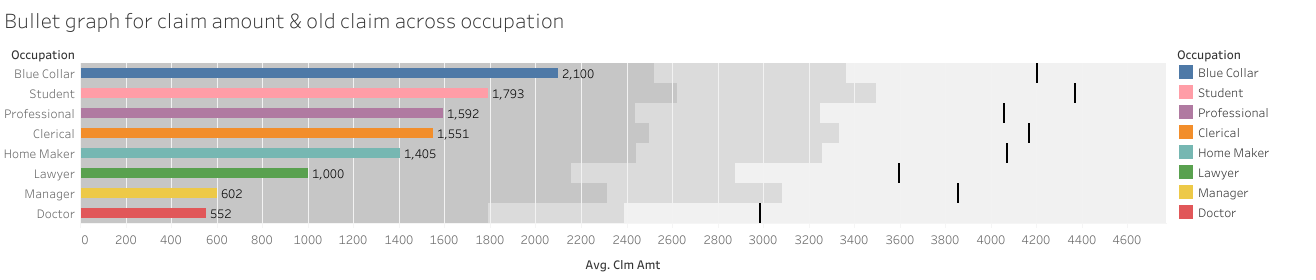 Bullet graph for claim amount & old claim across occupation
Occupation
Blue Collar 2,100
Student 1,793
Professional 1,592
Clerical 1,551
Home Maker 1,405
Lawyer 1,000
Manager 602
Doctor 552
0 200 400 600 800 1000 1200 1400 1600 1800 2000 2200 2400 2600 2800 3000 3200 3400 3600 3800 4000 4200 4400 4600
Avg. Clm Amt
Occupation
Blue Collar
Student
Professional
Clerical
Home Maker
Lawyer
Manager
Doctor